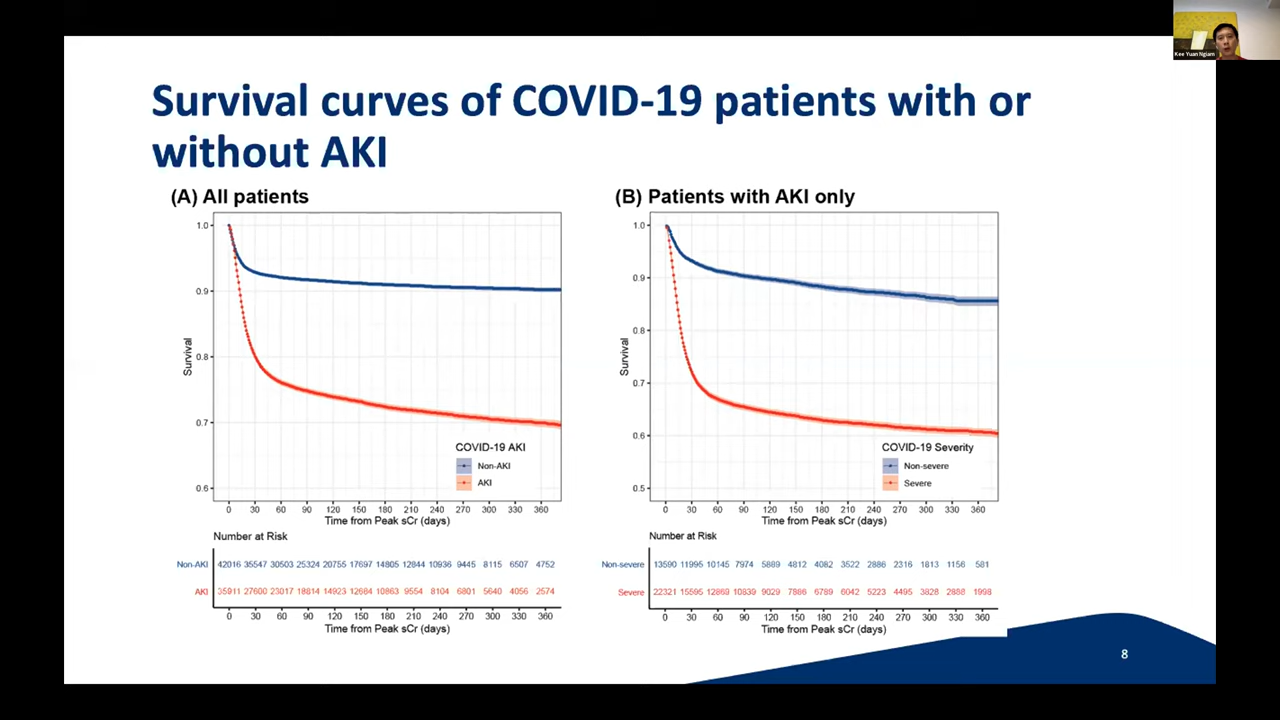 Kee Yuan Ngiam
Survival curves of COVID-19 patients with or
without AKI
(A) All patients
1.0
0.9
0.8
0.7
0.6
Survival
COVID-19 AKI
Non-AKI
AKI
0 30 60 90 120 150 180 210 240 270 300 330 360
Time from Peak sCr (days)
Number at Risk
Non-AKI 42016 35547 30503 25324 20755 17697 14805 12844 10936 9445 8115 6507 4752
AKI 35911 27600 23017 18814 14923 12684 10863 9554 8104 6801 5640 4056 2574
0 30 60 90 120 150 180 210 240 270 300 330 360
Time from Peak sCr (days)
(B) Patients with AKI only
1.0
0.9
0.8
0.7
0.6
0.5
Survival
COVID-19 Severity
Non-severe
Severe
0 30 60 90 120 150 180 210 240 270 300 330 360
Time from Peak sCr (days)
Number at Risk
Non-severe 13590 11995 10145 7974 5889 4812 4082 3522 2886 2316 1813 1156 581
Severe 22321 15595 12869 10839 9029 7886 6789 6042 5223 4495 3828 2888 1998
0 30 60 90 120 150 180 210 240 270 300 330 360
Time from Peak sCr (days)
8